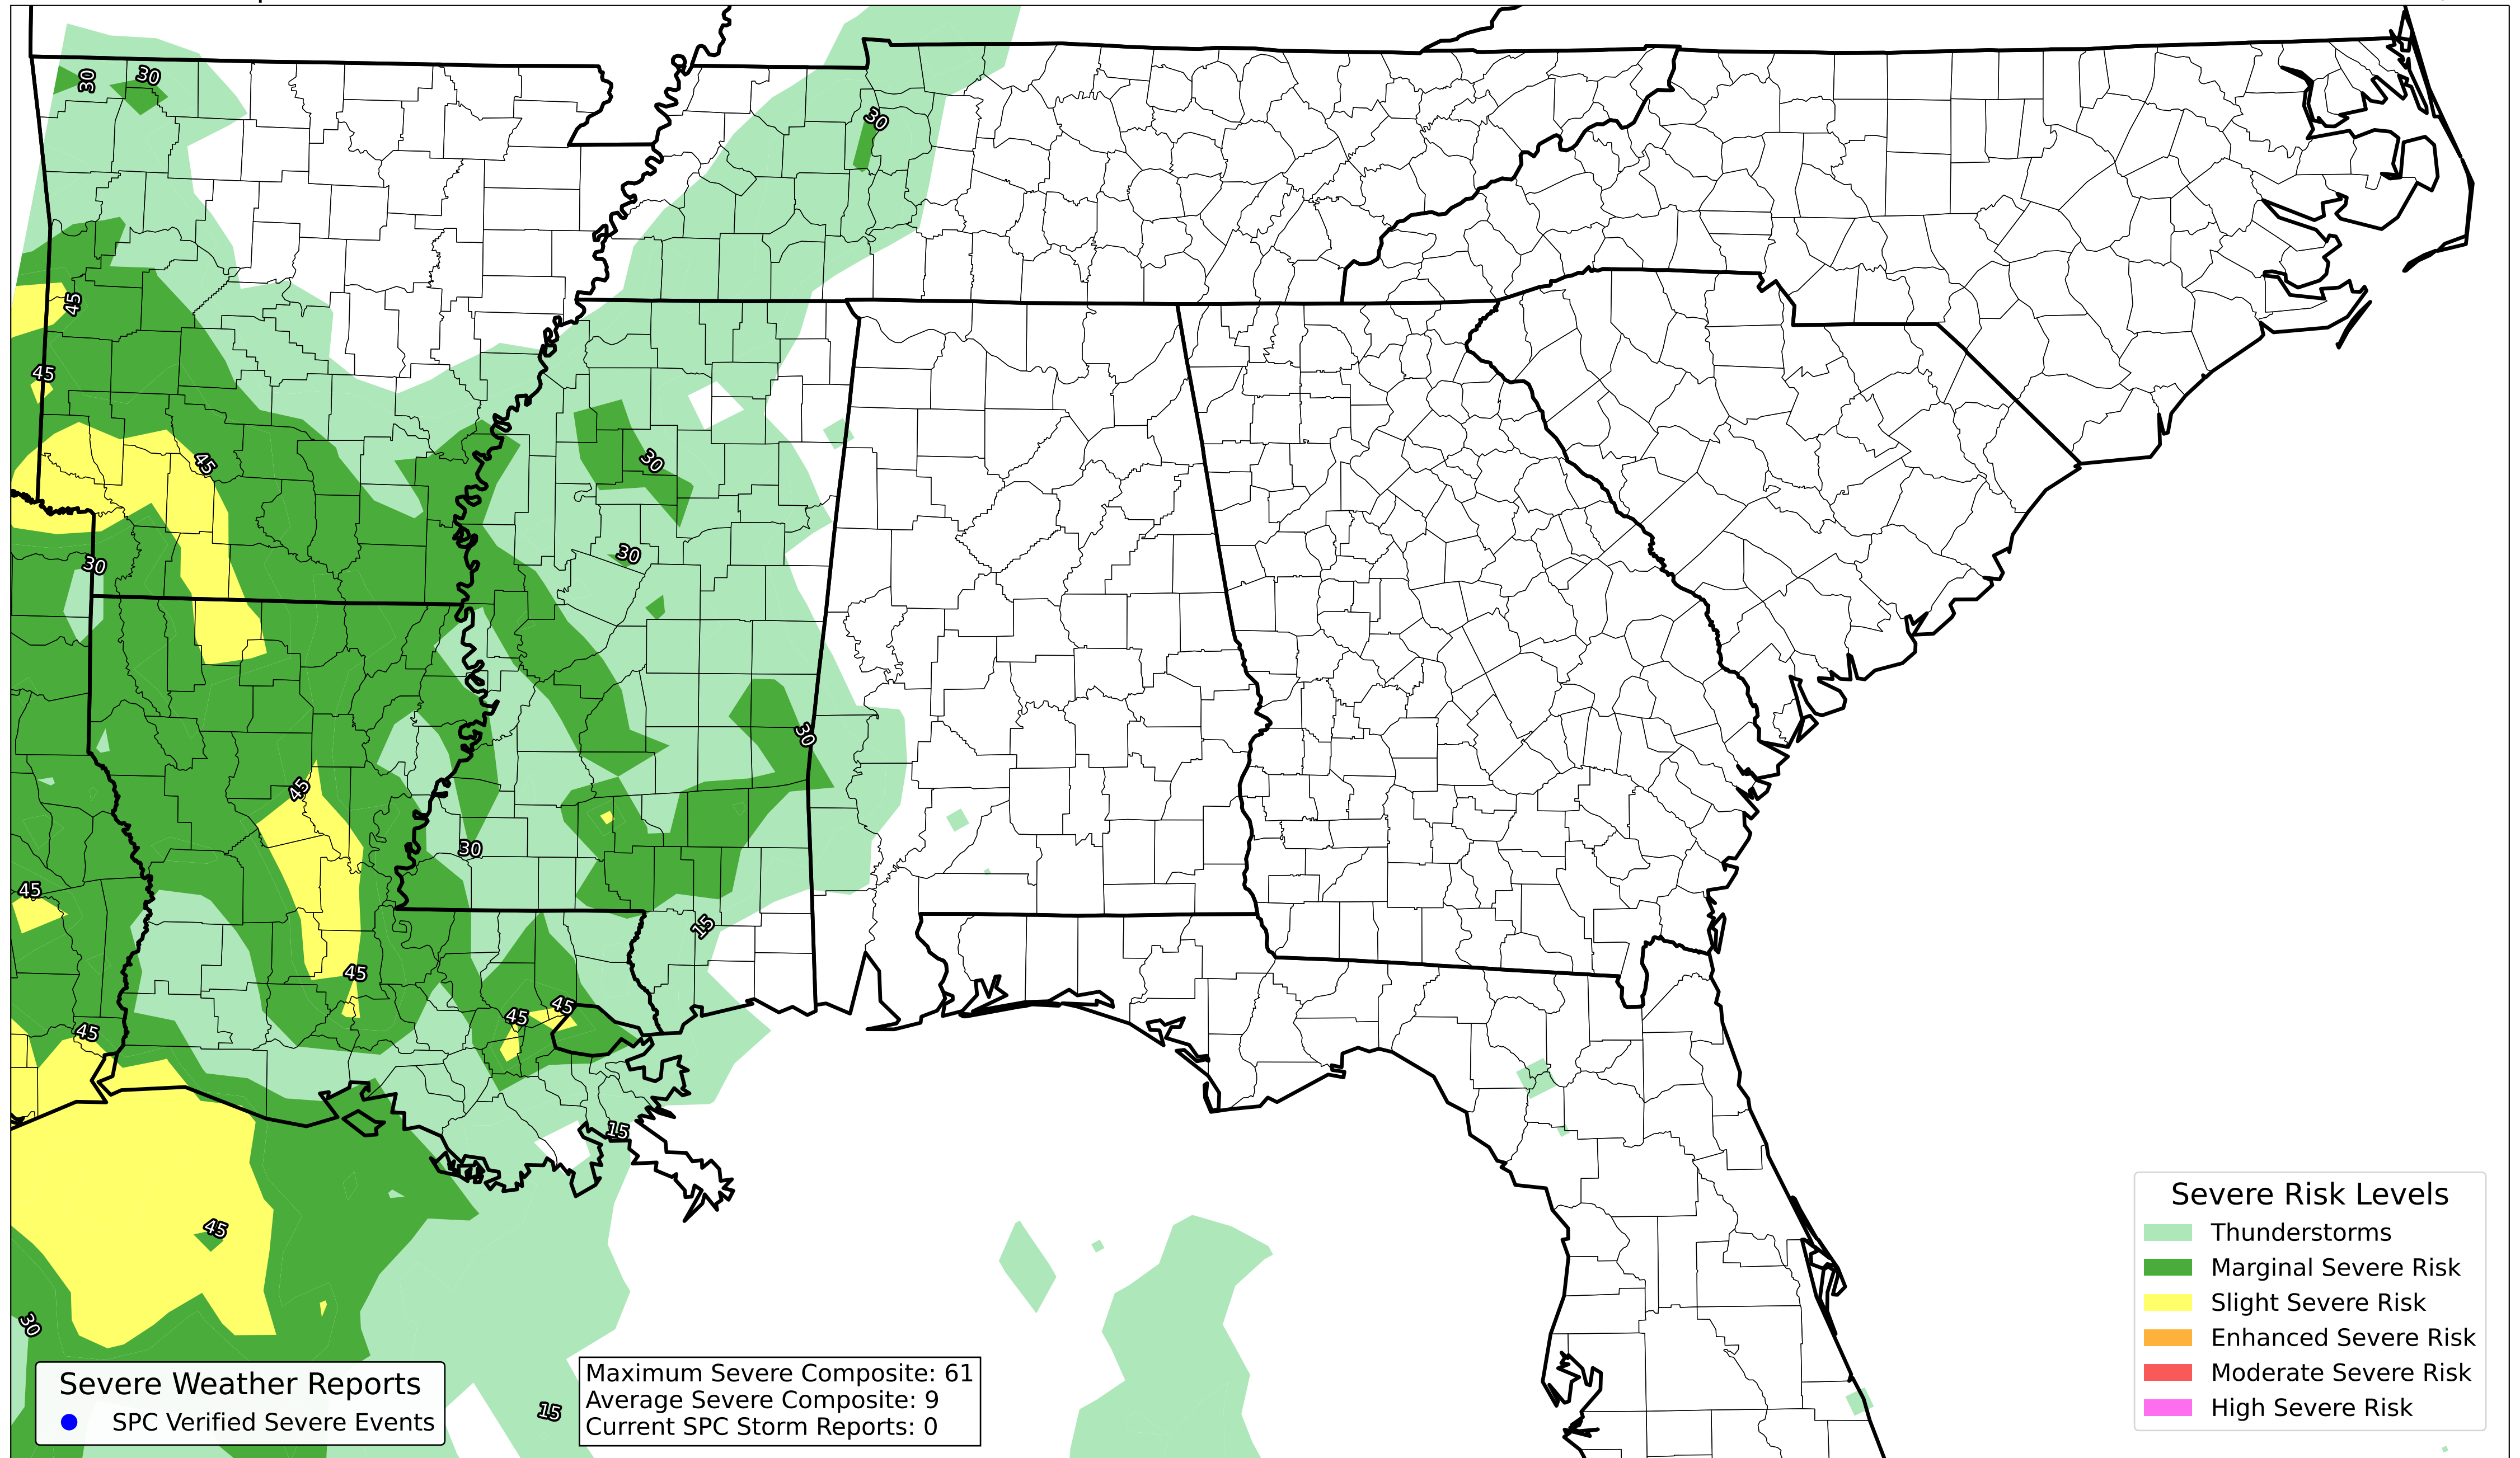 30
30
30
45
45
45
30
30
30
30
45
30
45
15
45
45
45
45
15
45
30
15
Severe Weather Reports
SPC Verified Severe Events
Maximum Severe Composite: 61
Average Severe Composite: 9
Current SPC Storm Reports: 0
Severe Risk Levels
Thunderstorms
Marginal Severe Risk
Slight Severe Risk
Enhanced Severe Risk
Moderate Severe Risk
High Severe Risk